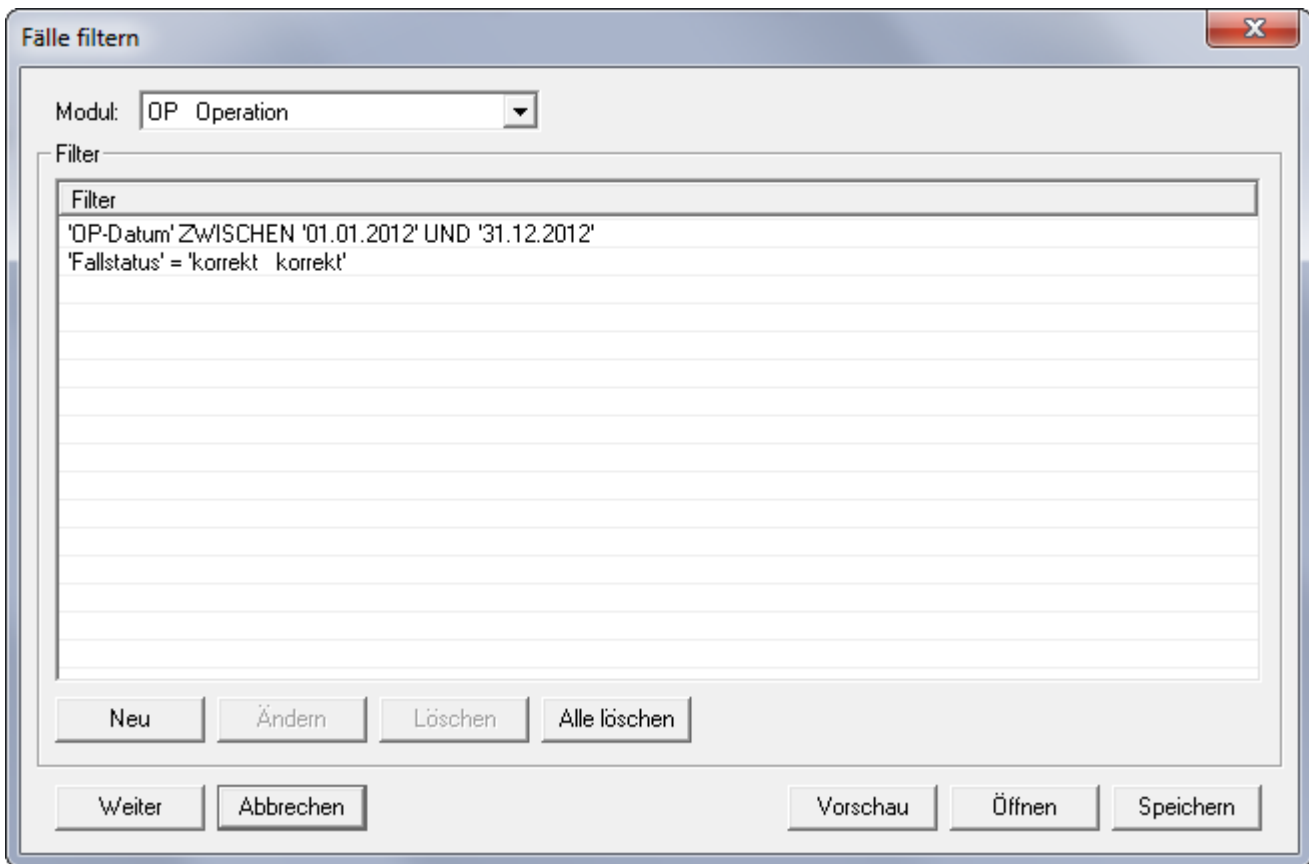 Fälle filtern
Modul: OP Operation
Filter
Filter
'OP-Datum' ZWISCHEN '01.01.2012' UND '31.12.2012'
'Fallstatus' = 'korrekt korrekt'
Neu Ändern Löschen Alle löschen
Weiter Abbrechen Vorschau Öffnen Speichern